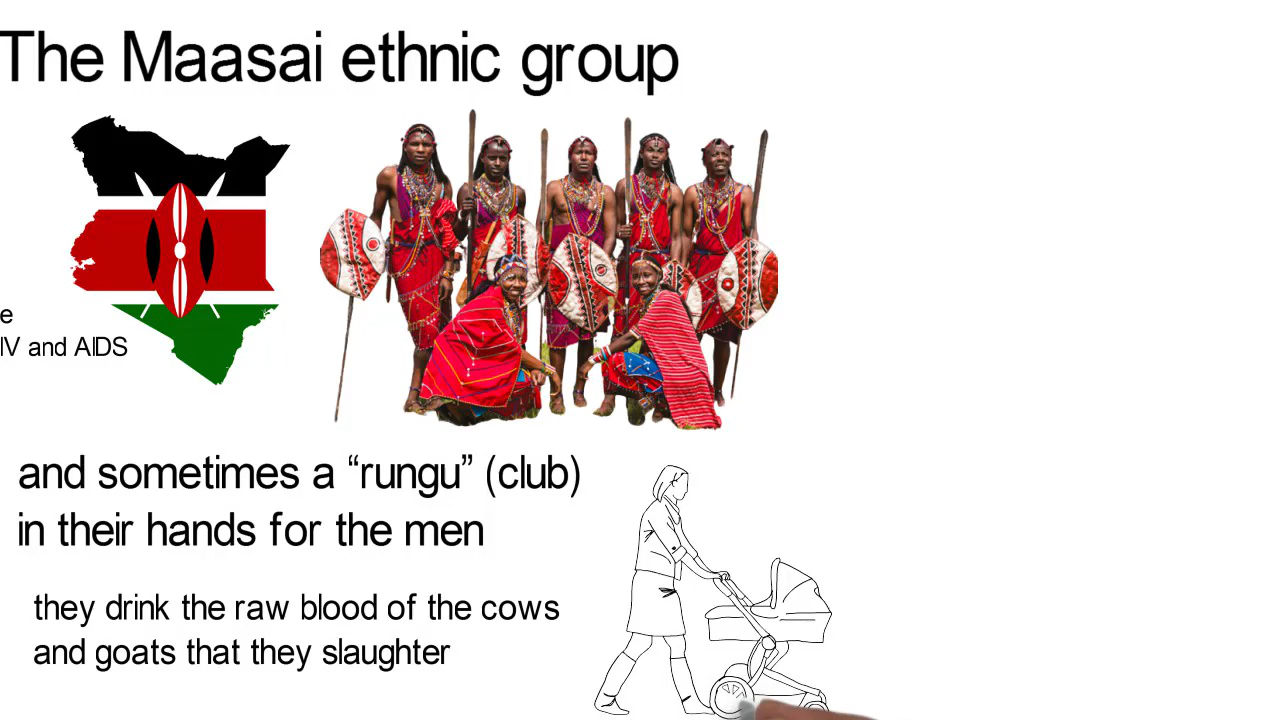 The Maasai ethnic group
e
IV and AIDS
and sometimes a “rungu” (club)
in their hands for the men
they drink the raw blood of the cows
and goats that they slaughter